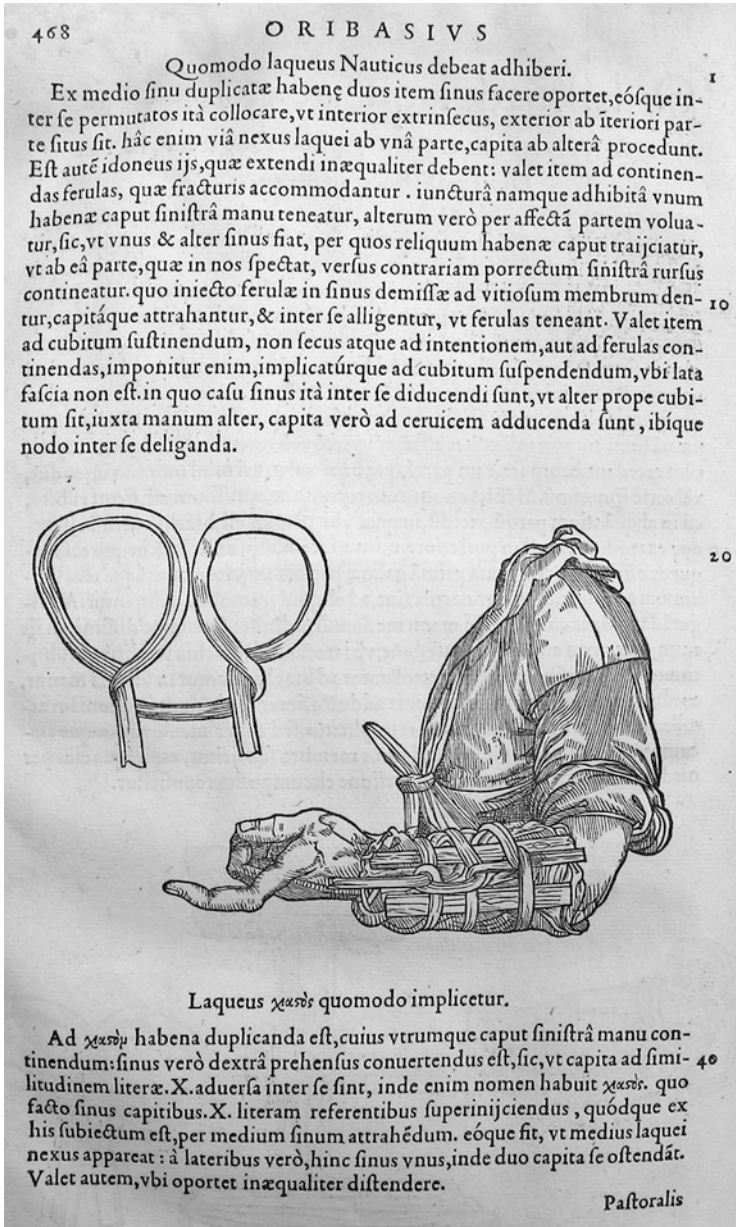 468 ORIBASIVS
Quomodo laqueus Nauticus debeat adhiberi. 1
Ex medio ſinu duplicatæ habenę duos item ſinus facere oportet,eóſque in-
ter ſe permutatos ità collocare,vt interior extrinſecus, exterior ab īteriori par-
te ſitus ſit. hâc enim viâ nexus laquei ab vnâ parte,capita ab alterâ procedunt.
Eſt autē idoneus ijs,quæ extendi inæqualiter debent: valet item ad continen-
das ferulas, quæ fracturis accommodantur . iuncturâ namque adhibitâ vnum
habenæ caput ſiniſtrâ manu teneatur, alterum verò per affectā partem volua-
tur,ſic,vt vnus & alter ſinus fiat, per quos reliquum habenæ caput traijciatur,
vt ab eâ parte,quæ in nos ſpectat, verſus contrariam porrectum ſiniſtrâ rurſus
contineatur. quo iniecto ferulæ in ſinus demiſſæ ad vitioſum membrum den- 10
tur,capitáque attrahantur,& inter ſe alligentur, vt ferulas teneant. Valet item
ad cubitum ſuſtinendum, non ſecus atque ad intentionem,aut ad ferulas con-
tinendas,imponitur enim,implicatúrque ad cubitum ſuſpendendum,vbi lata
faſcia non eſt. in quo caſu ſinus ità inter ſe diducendi ſunt,vt alter prope cubi-
tum ſit,iuxta manum alter, capita verò ad ceruicem adducenda ſunt , ibíque
nodo inter ſe deliganda.
20
Laqueus χιαϛὸς quomodo implicetur.
Ad χιαϛὸμ habena duplicanda eſt,cuius vtrumque caput ſiniſtrâ manu con-
tinendum:ſinus verò dextrâ prehenſus conuertendus eſt,ſic,vt capita ad ſimi- 40
litudinem literæ.X.aduerſa inter ſe ſint, inde enim nomen habuit χιαϛὸς. quo
facto ſinus capitibus.X. literam referentibus ſuperinijciendus , quódque ex
his ſubiectum eſt,per medium ſinum attrahēdum. eóque fit, vt medius laquei
nexus appareat : à lateribus verò,hinc ſinus vnus,inde duo capita ſe oſtendāt.
Valet autem,vbi oportet inæqualiter diſtendere.
Paſtoralis